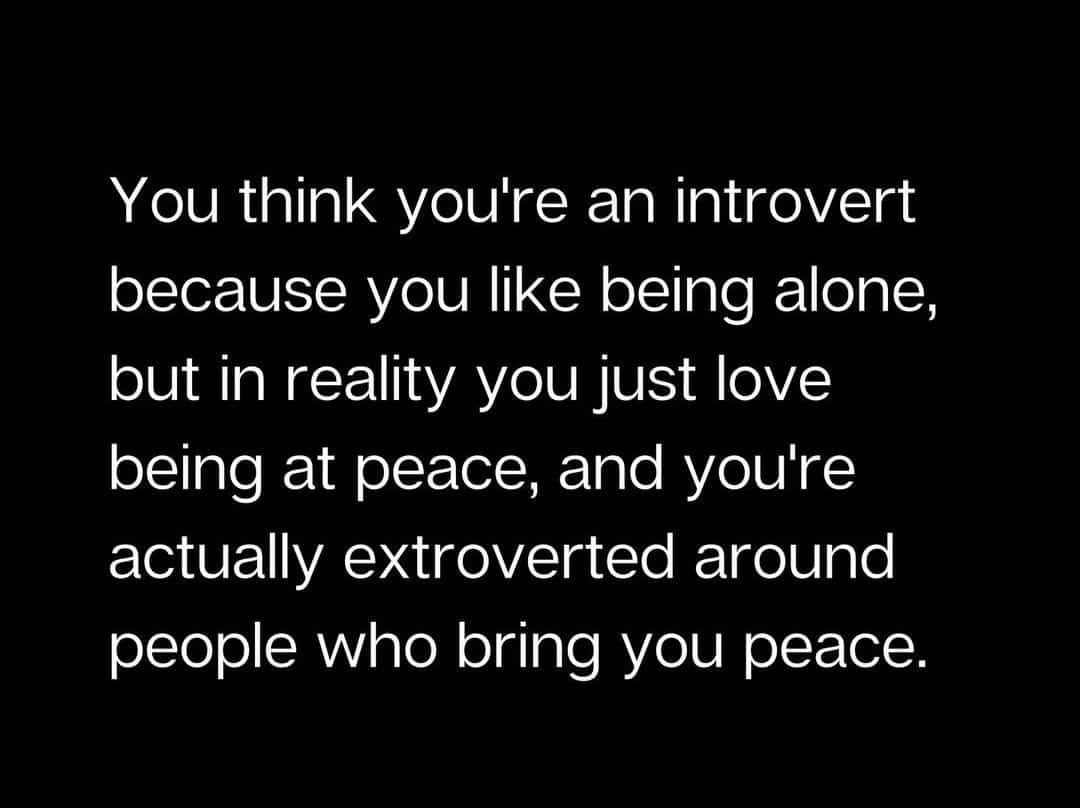 You think you're an introvert
because you like being alone,
but in reality you just love
being at peace, and you're
actually extroverted around
people who bring you peace.